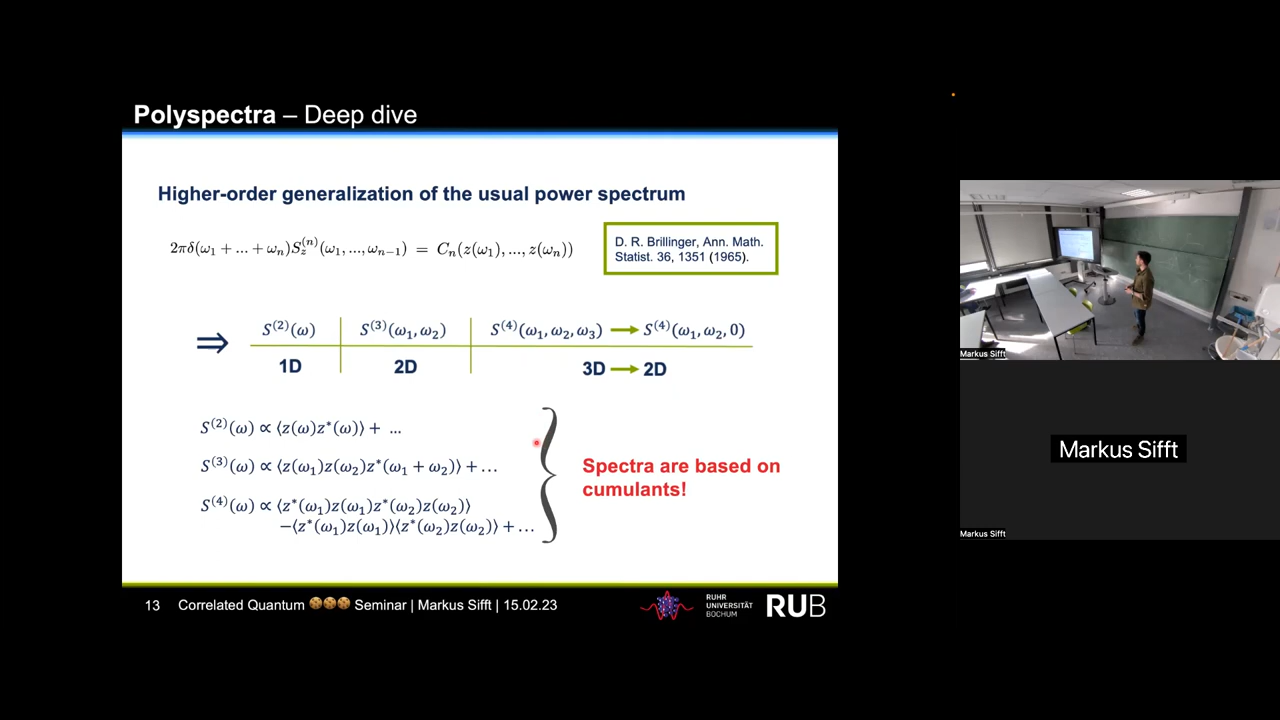 Polyspectra – Deep dive
Higher-order generalization of the usual power spectrum
2πδ(ω₁ + ... + ωₙ)S_z^(n)(ω₁, ..., ωₙ₋₁) = Cₙ(z(ω₁), ..., z(ωₙ))
D. R. Brillinger, Ann. Math.
Statist. 36, 1351 (1965).
⇒ S⁽²⁾(ω) S⁽³⁾(ω₁, ω₂) S⁽⁴⁾(ω₁, ω₂, ω₃) → S⁽⁴⁾(ω₁, ω₂, 0)
1D 2D 3D → 2D
S⁽²⁾(ω) ∝ ⟨z(ω)z*(ω)⟩ + ...
S⁽³⁾(ω) ∝ ⟨z(ω₁)z(ω₂)z*(ω₁ + ω₂)⟩ + ...
S⁽⁴⁾(ω) ∝ ⟨z*(ω₁)z(ω₁)z*(ω₂)z(ω₂)⟩
−⟨z*(ω₁)z(ω₁)⟩⟨z*(ω₂)z(ω₂)⟩ + ...
Spectra are based on
cumulants!
13 Correlated Quantum 🍪🍪🍪 Seminar | Markus Sifft | 15.02.23
RUHR
UNIVERSITÄT
BOCHUM
RUB
Markus Sifft
Markus Sifft
Markus Sifft